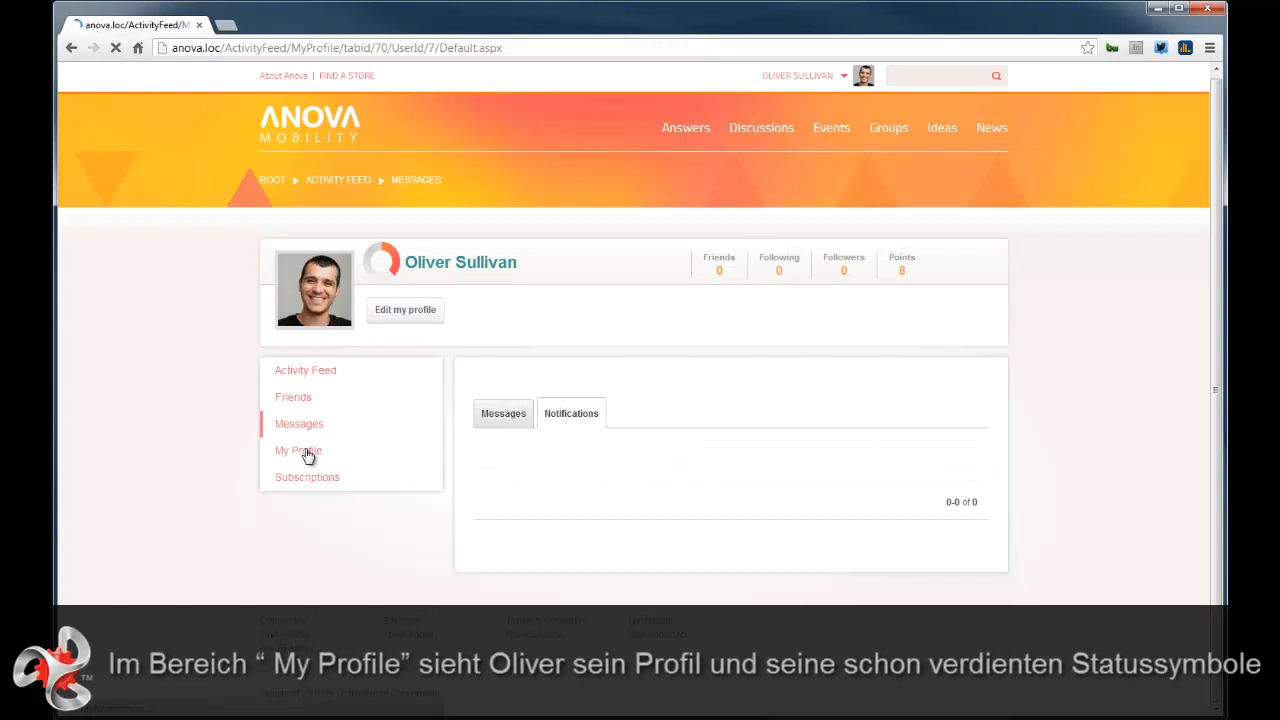 anova.loc/ActivityFeed/M
anova.loc/ActivityFeed/MyProfile/tabid/70/UserId/7/Default.aspx
About Anova | FIND A STORE
OLIVER SULLIVAN
ANOVA
MOBILITY
Answers Discussions Events Groups Ideas News
ROOT ACTIVITY FEED MESSAGES
Oliver Sullivan
Friends Following Followers Points
0 0 0 8
Edit my profile
Activity Feed
Friends
Messages
My Profile
Subscriptions
Messages Notifications
0-0 of 0
Im Bereich “ My Profile” sieht Oliver sein Profil und seine schon verdienten Statussymbole
TM